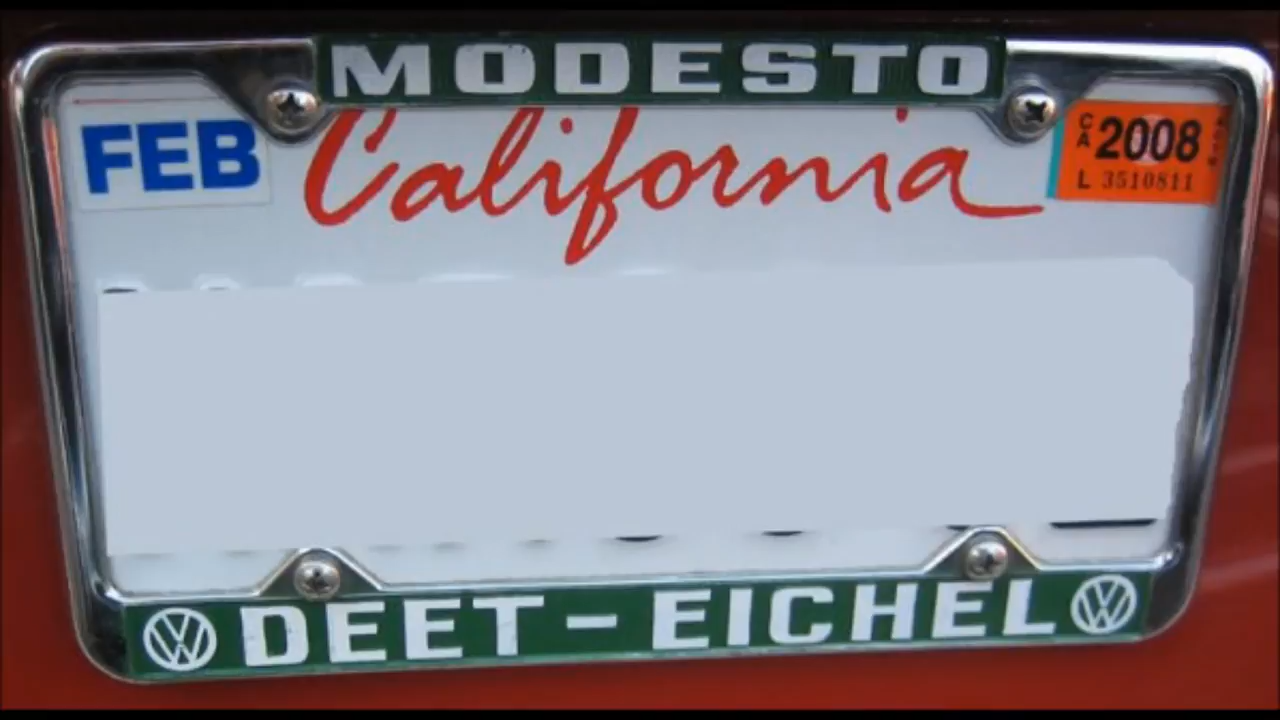 MODESTO
FEB
California
CA 2008
L 3510811
DEET-EICHEL